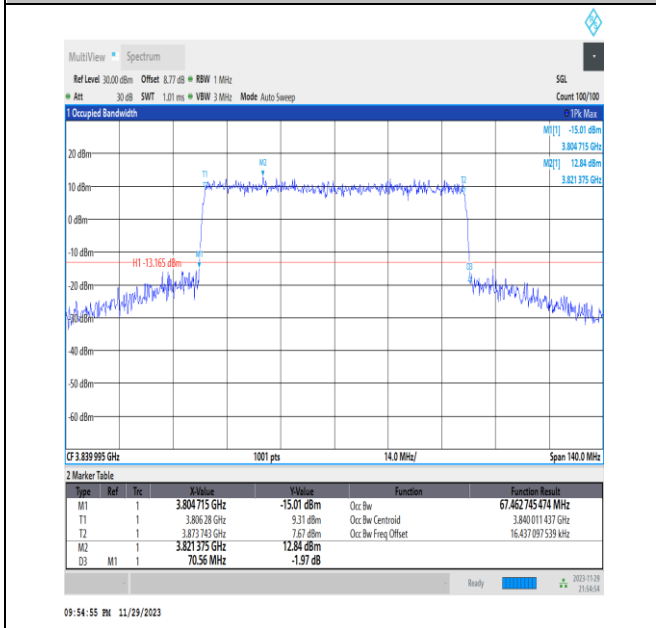 MultiView Spectrum
Ref Level 30.00 dBm Offset 8.77 dB RBW 1 MHz SGL
Att 30 dB SWT 1.01 ms VBW 3 MHz Mode Auto Sweep Count 100/100
1 Occupied Bandwidth 1Pk Max
M1[1] -15.01 dBm
3.804 715 GHz
M2[1] 12.84 dBm
3.821 375 GHz
20 dBm
T1 M2 T2
10 dBm
0 dBm
-10 dBm
M1
H1 -13.165 dBm
D3
-20 dBm
-30 dBm
-40 dBm
-50 dBm
-60 dBm
CF 3.839 995 GHz 1001 pts 14.0 MHz/ Span 140.0 MHz
2 Marker Table
Type Ref Trc X-Value Y-Value Function Function Result
M1 1 3.804 715 GHz -15.01 dBm Occ Bw 67.462 745 474 MHz
T1 1 3.806 28 GHz 9.31 dBm Occ Bw Centroid 3.840 011 437 GHz
T2 1 3.873 743 GHz 7.67 dBm Occ Bw Freq Offset 16.437 097 539 kHz
M2 1 3.821 375 GHz 12.84 dBm
D3 M1 1 70.56 MHz -1.97 dB
Ready 2023-11-29
21:54:54
09:54:55 PM 11/29/2023